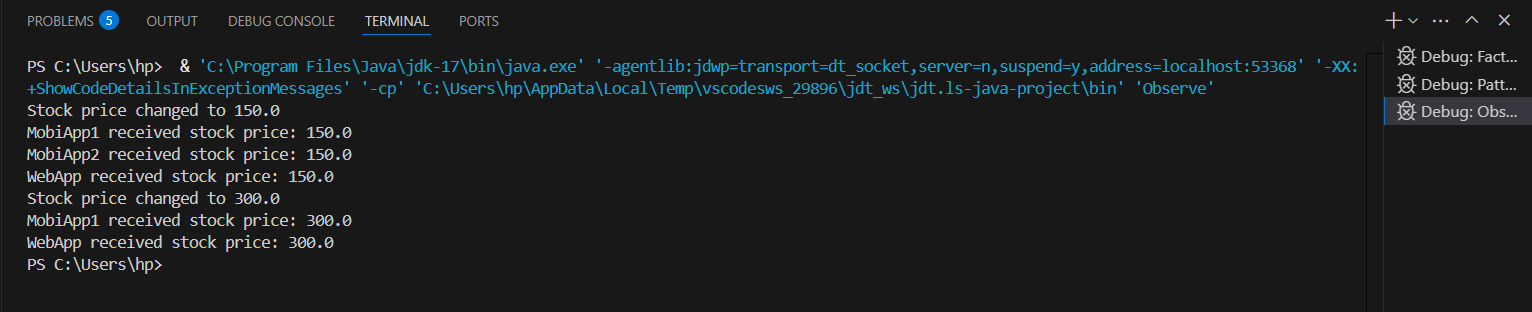 PROBLEMS 5 OUTPUT DEBUG CONSOLE TERMINAL PORTS
PS C:\Users\hp>  & 'C:\Program Files\Java\jdk-17\bin\java.exe' '-agentlib:jdwp=transport=dt_socket,server=n,suspend=y,address=localhost:53368' '-XX:
+ShowCodeDetailsInExceptionMessages' '-cp' 'C:\Users\hp\AppData\Local\Temp\vscodesws_29896\jdt_ws\jdt.ls-java-project\bin' 'Observe'
Stock price changed to 150.0
MobiApp1 received stock price: 150.0
MobiApp2 received stock price: 150.0
WebApp received stock price: 150.0
Stock price changed to 300.0
MobiApp1 received stock price: 300.0
WebApp received stock price: 300.0
PS C:\Users\hp>
Debug: Fact...
Debug: Patt...
Debug: Obs...